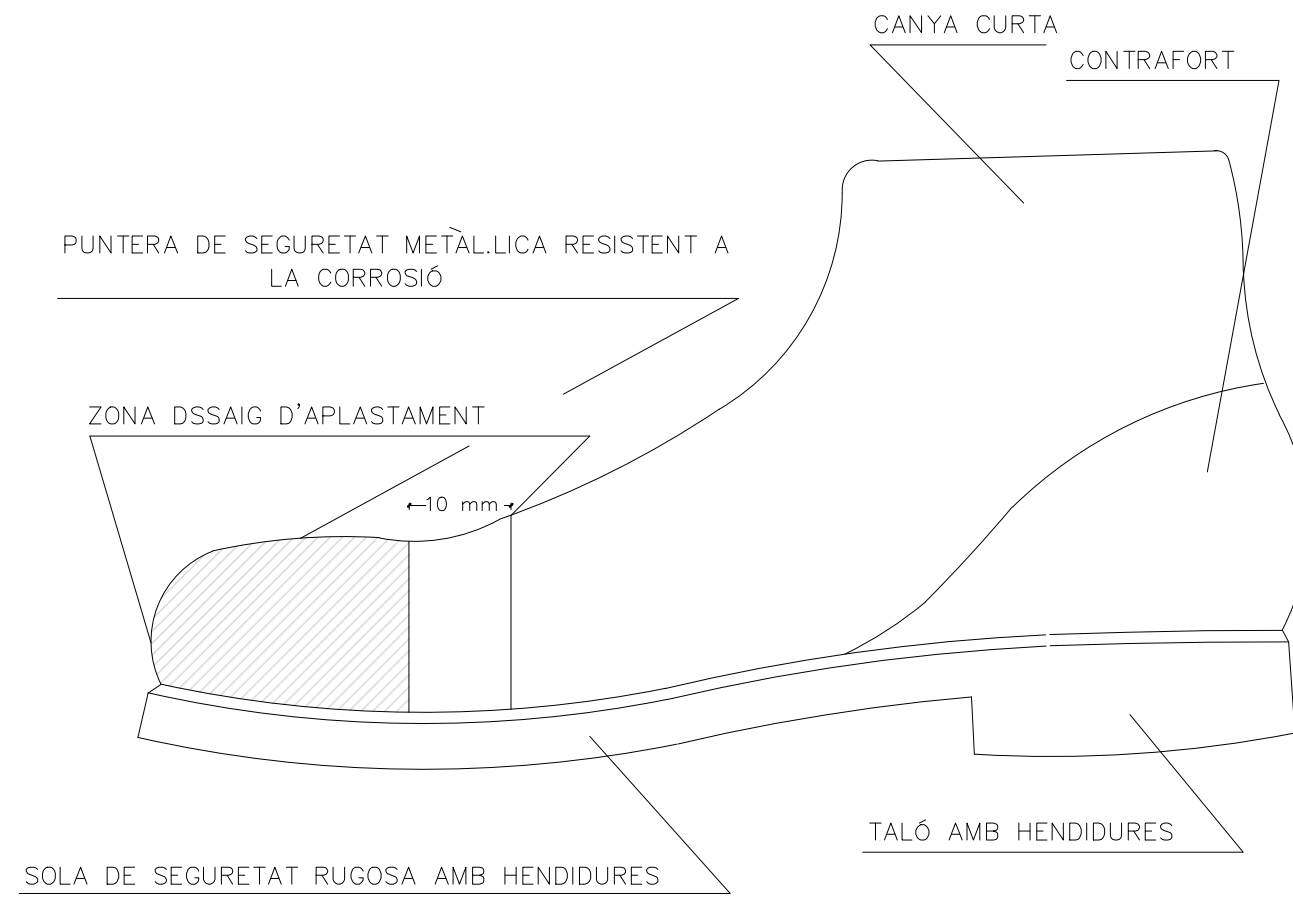 CANYA CURTA
CONTRAFORT
PUNTERA DE SEGURETAT METÀL.LICA RESISTENT A
LA CORROSIÓ
ZONA DSSAIG D'APLASTAMENT
10 mm
TALÓ AMB HENDIDURES
SOLA DE SEGURETAT RUGOSA AMB HENDIDURES